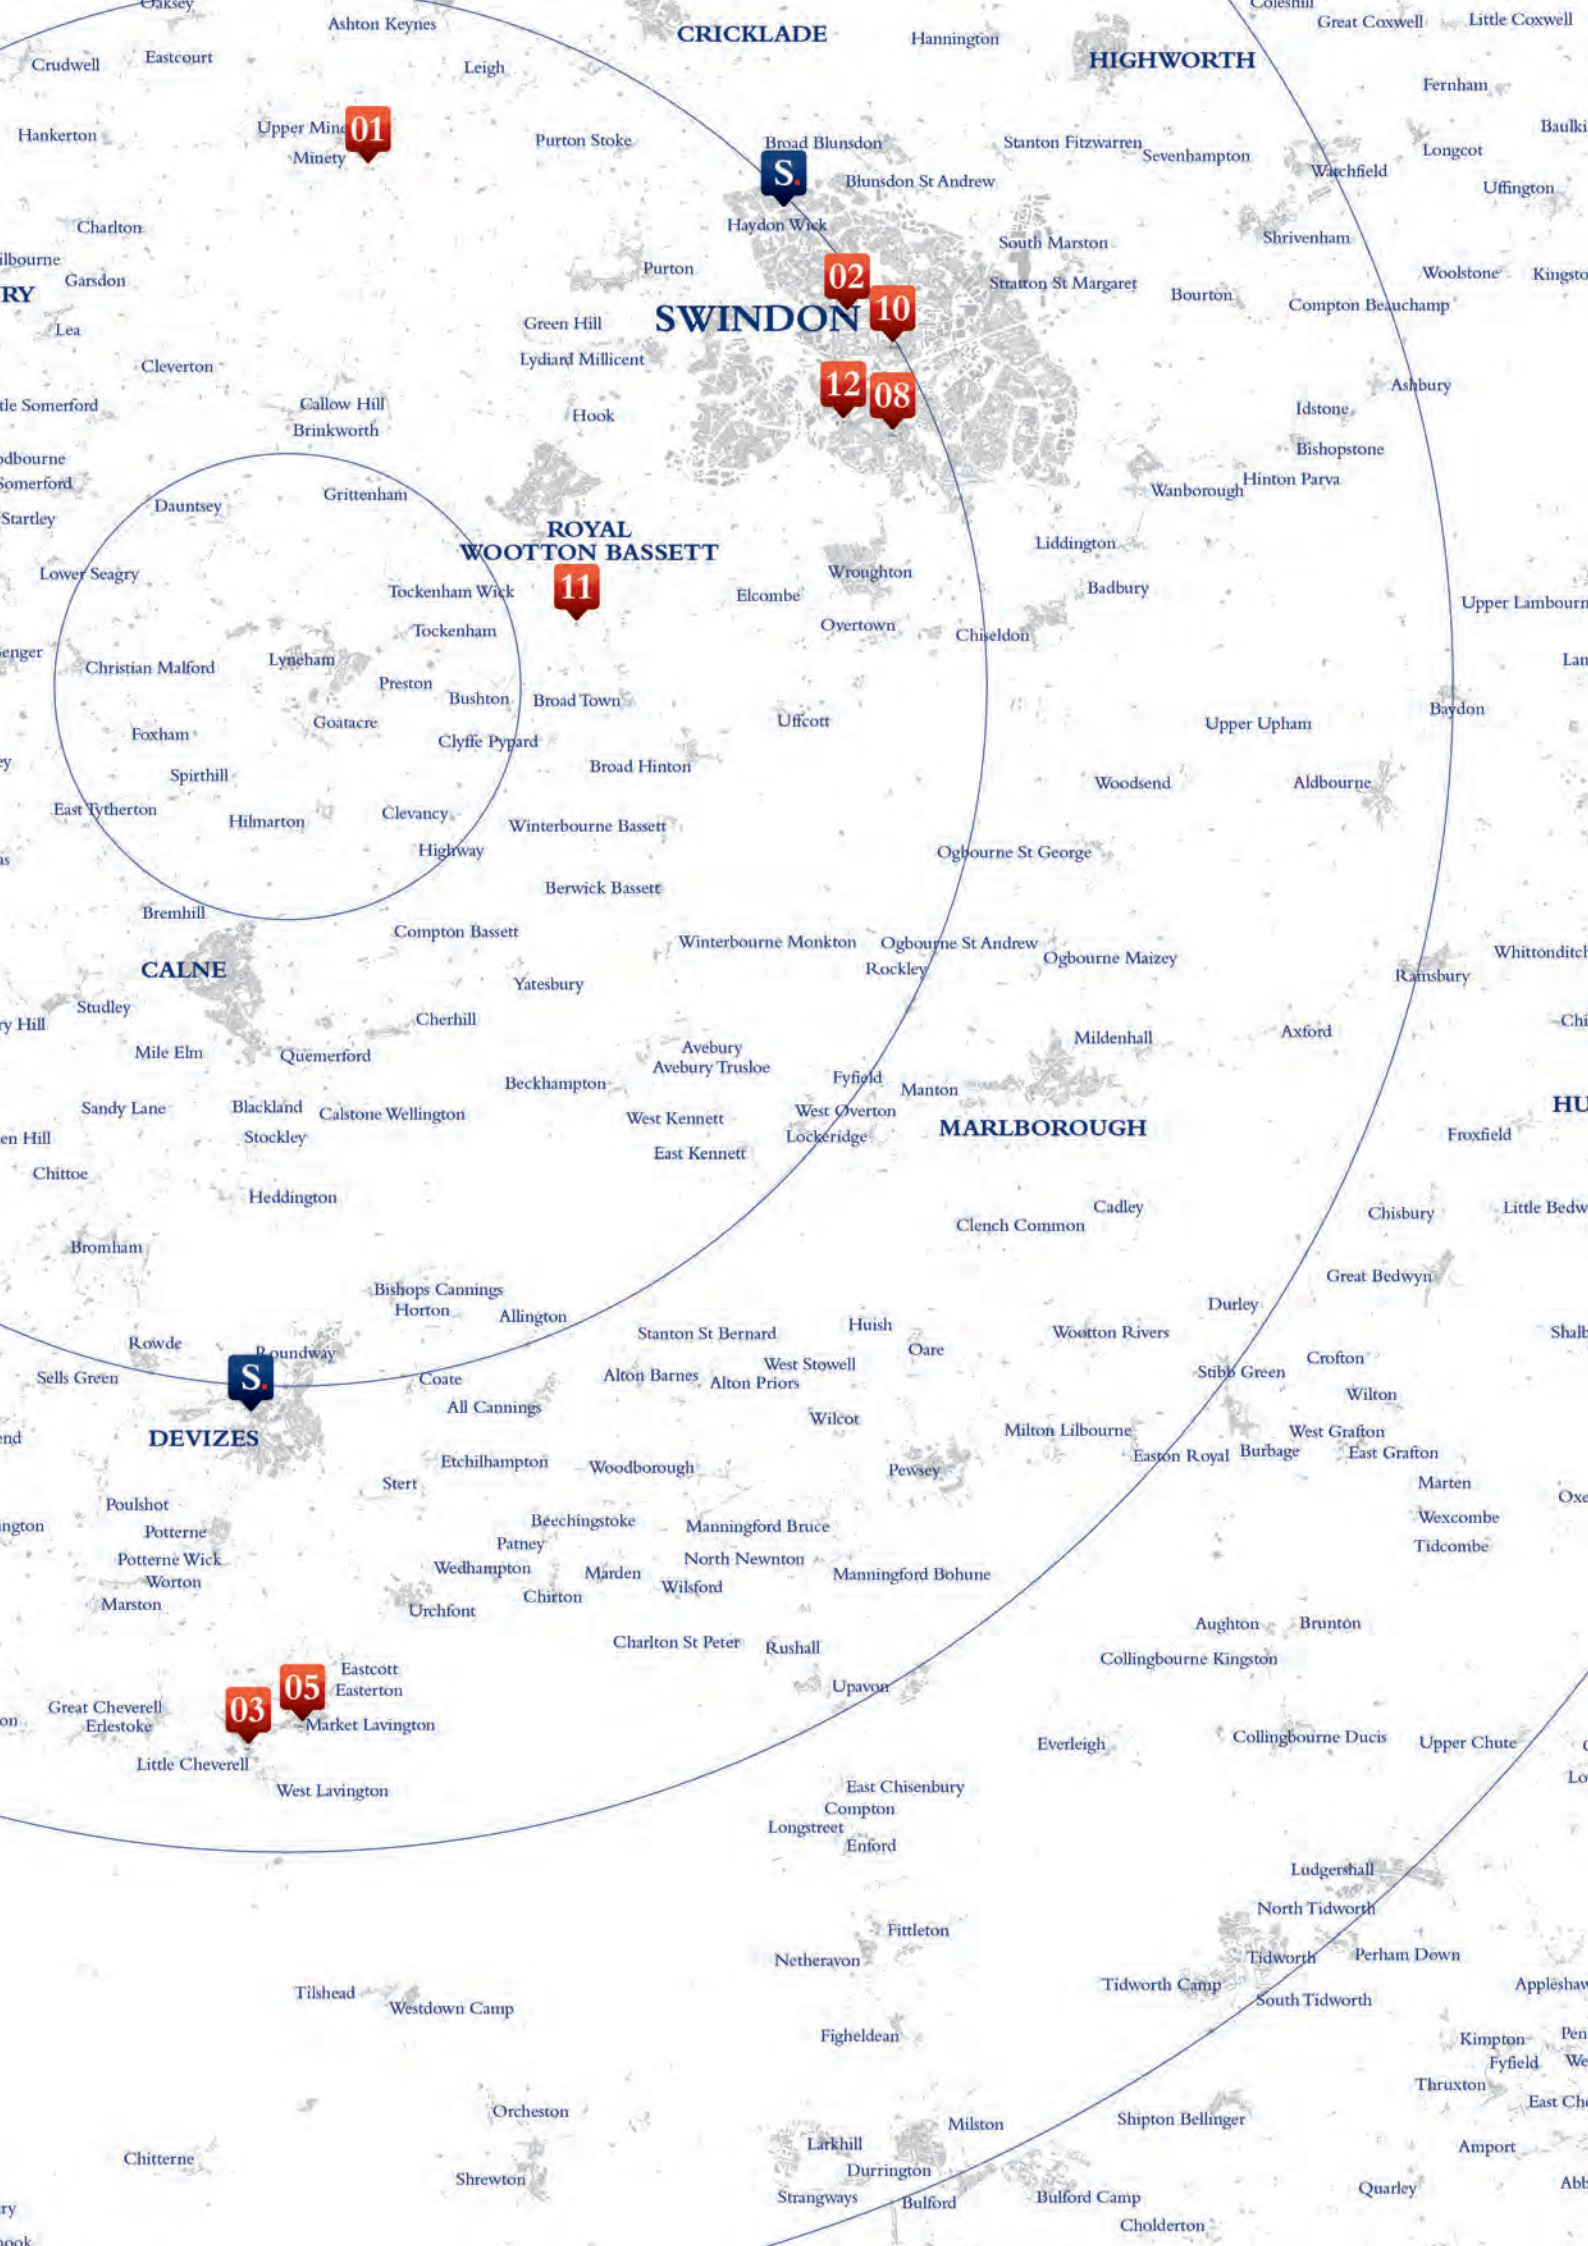 Ashton Keynes
CRICKLADE
Hannington
Great Coxwell
Little Coxwell
Crudwell
Eastcourt
Leigh
HIGHWORTH
Fernham
Hankerton
Upper
01
Minety
Purton Stoke
Broad Blunsdon
Stanton Fitzwarren
Sevenhampton
Longcot
S.
Blunsdon St Andrew
Watchfield
Uffington
Charlton
Haydon Wick
South Marston
Shrivenham
Garsdon
Purton
02
Stratton St Margaret
Bourton
Woolstone
Compton Beauchamp
10
SWINDON
Lea
Green Hill
Lydiard Millicent
Cleverton
12
08
Ashbury
Callow Hill
Brinkworth
Hook
Idstone
Bishopstone
Hinton Parva
Wanborough
Dauntsey
Grittenham
Startley
ROYAL
WOOTTON BASSETT
Liddington
Lower Seagry
Wroughton
Tockenham Wick
11
Elcombe
Badbury
Upper Lambourn
Tockenham
Overtown
Chiseldon
Christian Malford
Lyneham
Preston
Bushton
Broad Town
Baydon
Foxham
Goatacre
Clyffe Pypard
Uffcott
Upper Upham
Spirthill
Broad Hinton
Woodsend
Aldbourne
East Tytherton
Hilmarton
Clevancy
Winterbourne Bassett
Highway
Ogbourne St George
Berwick Bassett
Bremhill
Compton Bassett
Winterbourne Monkton
Ogbourne St Andrew
Ogbourne Maizey
CALNE
Rockley
Ramsbury
Yatesbury
Studley
Cherhill
Mile Elm
Quemerford
Avebury
Avebury Trusloe
Mildenhall
Axford
Beckhampton
Fyfield
Manton
Sandy Lane
Blackland
Calstone Wellington
West Kennett
West Overton
MARLBOROUGH
Stockley
Lockeridge
Froxfield
East Kennett
Chittoe
Heddington
Cadley
Clench Common
Chisbury
Bromham
Bishops Cannings
Horton
Allington
Great Bedwyn
Durley
Rowde
Roundway
Stanton St Bernard
Huish
Oare
Wootton Rivers
Sells Green
S.
Coate
West Stowell
Alton Barnes
Alton Priors
Stibb Green
Crofton
Wilton
All Cannings
Wilcot
DEVIZES
Milton Lilbourne
West Grafton
Easton Royal
Burbage
East Grafton
Etchilhampton
Woodborough
Pewsey
Stert
Marten
Poulshot
Wexcombe
Potterne
Beechingstoke
Manningford Bruce
Patney
Tidcombe
Potterne Wick
Wedhampton
Marden
North Newnton
Worton
Wilsford
Manningford Bohune
Marston
Chirton
Urchfont
Aughton
Brunton
Charlton St Peter
Rushall
Collingbourne Kingston
Eastcott
05
Easterton
Upavon
03
Great Cheverell
Erlestoke
Market Lavington
Everleigh
Collingbourne Ducis
Upper Chute
Little Cheverell
West Lavington
East Chisenbury
Compton
Longstreet
Enford
Ludgershall
North Tidworth
Fittleton
Netheravon
Tidworth
Perham Down
Tidworth Camp
South Tidworth
Tilshead
Westdown Camp
Figheldean
Kimpton
Fyfield
Thruxton
Orcheston
Milston
Shipton Bellinger
Larkhill
Amport
Chitterne
Shrewton
Durrington
Strangways
Bulford
Bulford Camp
Quarley
Cholderton